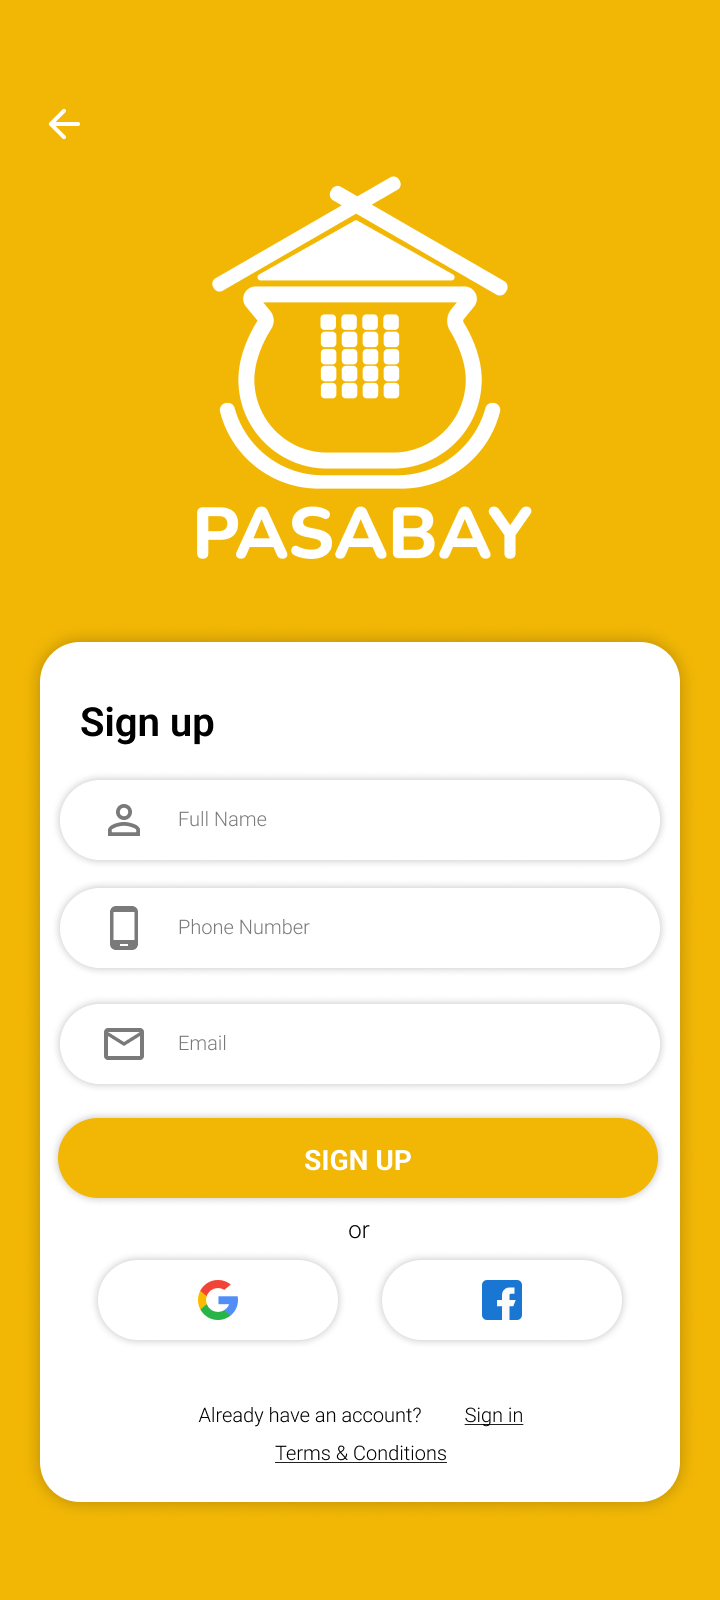 PASABAY
Sign up
Full Name
Phone Number
Email
SIGN UP
or
Already have an account? Sign in
Terms & Conditions